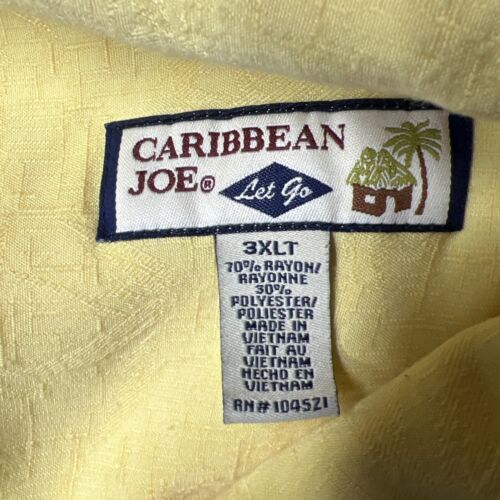 CARIBBEAN
JOE®
Let Go
3XLT
70% RAYON/
RAYONNE
30%
POLYESTER/
POLIESTER
MADE IN
VIETNAM
FAIT AU
VIETNAM
HECHO EN
VIETNAM
RN# 104521